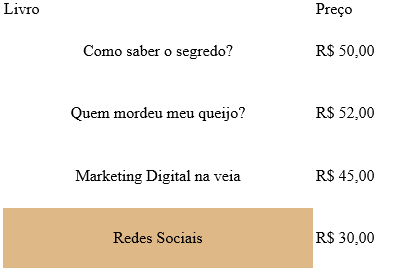 Livro Preço
Como saber o segredo? R$ 50,00
Quem mordeu meu queijo? R$ 52,00
Marketing Digital na veia R$ 45,00
Redes Sociais R$ 30,00